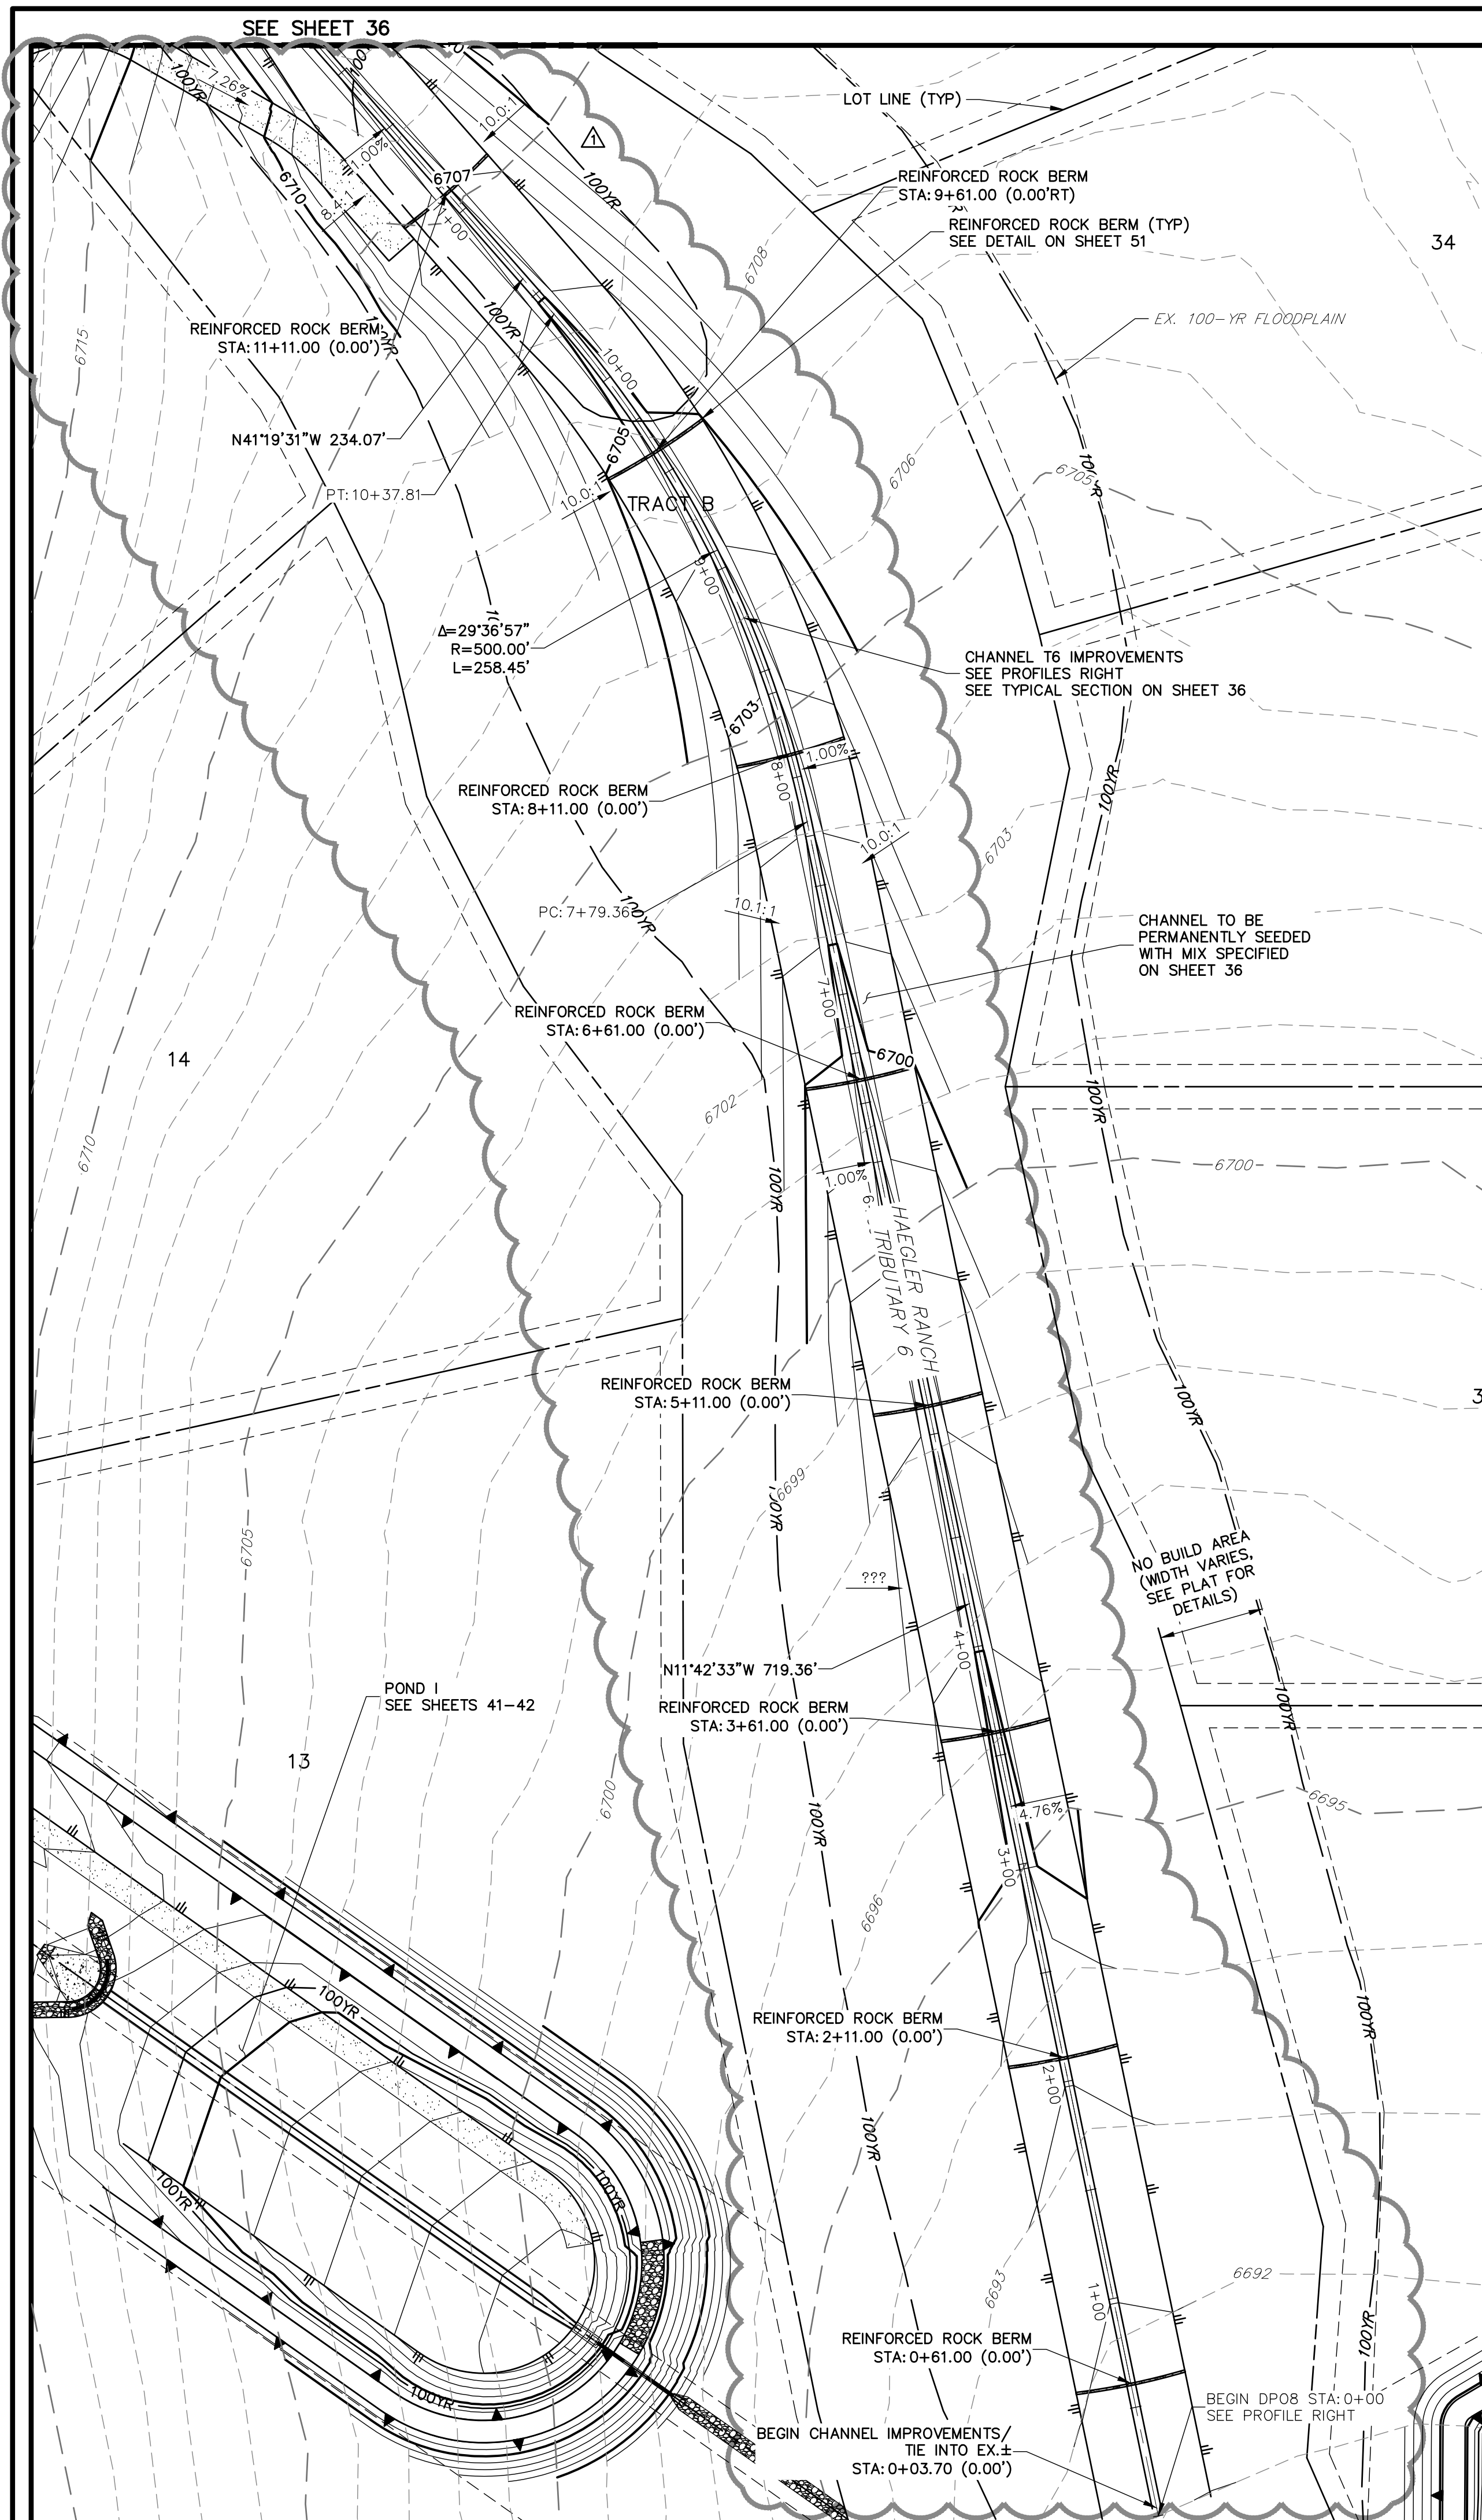 SEE SHEET 36
100YR
7.26%
100
10.0:1
1
LOT LINE (TYP)
1.00%
6707
REINFORCED ROCK BERM
STA: 9+61.00 (0.00'RT)
6710
8.4:1
1+00
100YR
REINFORCED ROCK BERM (TYP)
SEE DETAIL ON SHEET 51
34
6708
REINFORCED ROCK BERM
STA: 11+11.00 (0.00')
100YR
EX. 100-YR FLOODPLAIN
6715
10+00
N41°19'31"W 234.07'
6705
6706
6705
PT: 10+37.81
10.0:1
TRACT B
9+00
Δ=29°36'57"
R=500.00'
L=258.45'
CHANNEL T6 IMPROVEMENTS
SEE PROFILES RIGHT
SEE TYPICAL SECTION ON SHEET 36
6703
1.00%
8+00
REINFORCED ROCK BERM
STA: 8+11.00 (0.00')
100YR
10.0:1
6703
PC: 7+79.36
100YR
10.1:1
CHANNEL TO BE
PERMANENTLY SEEDED
WITH MIX SPECIFIED
ON SHEET 36
7+00
REINFORCED ROCK BERM
STA: 6+61.00 (0.00')
14
6700
6702
100YR
6710
6700
1.00%
100YR
HAEGLER RANCH
TRIBUTARY 6
REINFORCED ROCK BERM
STA: 5+11.00 (0.00')
100YR
3
6699
100YR
6705
NO BUILD AREA
(WIDTH VARIES,
SEE PLAT FOR
DETAILS)
???
4+00
N11°42'33"W 719.36'
POND I
SEE SHEETS 41-42
REINFORCED ROCK BERM
STA: 3+61.00 (0.00')
100YR
13
6700
4.76%
6695
100YR
3+00
6696
100YR
REINFORCED ROCK BERM
STA: 2+11.00 (0.00')
100YR
2+00
100YR
100YR
100YR
6692
6693
1+00
REINFORCED ROCK BERM
STA: 0+61.00 (0.00')
100YR
100YR
BEGIN DP08 STA: 0+00
SEE PROFILE RIGHT
BEGIN CHANNEL IMPROVEMENTS/
TIE INTO EX.±
STA: 0+03.70 (0.00')